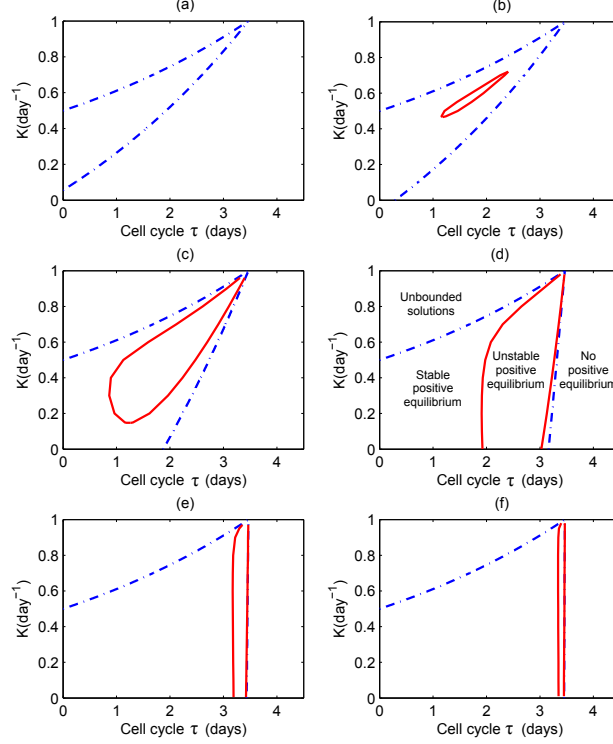 (a)
1
0.8
0.6
0.4
0.2
0
K(day⁻¹)
0 1 2 3 4
Cell cycle τ (days)
(b)
1
0.8
0.6
0.4
0.2
0
K(day⁻¹)
0 1 2 3 4
Cell cycle τ (days)
(c)
1
0.8
0.6
0.4
0.2
0
K(day⁻¹)
0 1 2 3 4
Cell cycle τ (days)
(d)
1
0.8
0.6
0.4
0.2
0
K(day⁻¹)
Unbounded
solutions
Stable
positive
equilibrium
Unstable
positive
equilibrium
No
positive
equilibrium
0 1 2 3 4
Cell cycle τ (days)
(e)
1
0.8
0.6
0.4
0.2
0
K(day⁻¹)
0 1 2 3 4
Cell cycle τ (days)
(f)
1
0.8
0.6
0.4
0.2
0
K(day⁻¹)
0 1 2 3 4
Cell cycle τ (days)